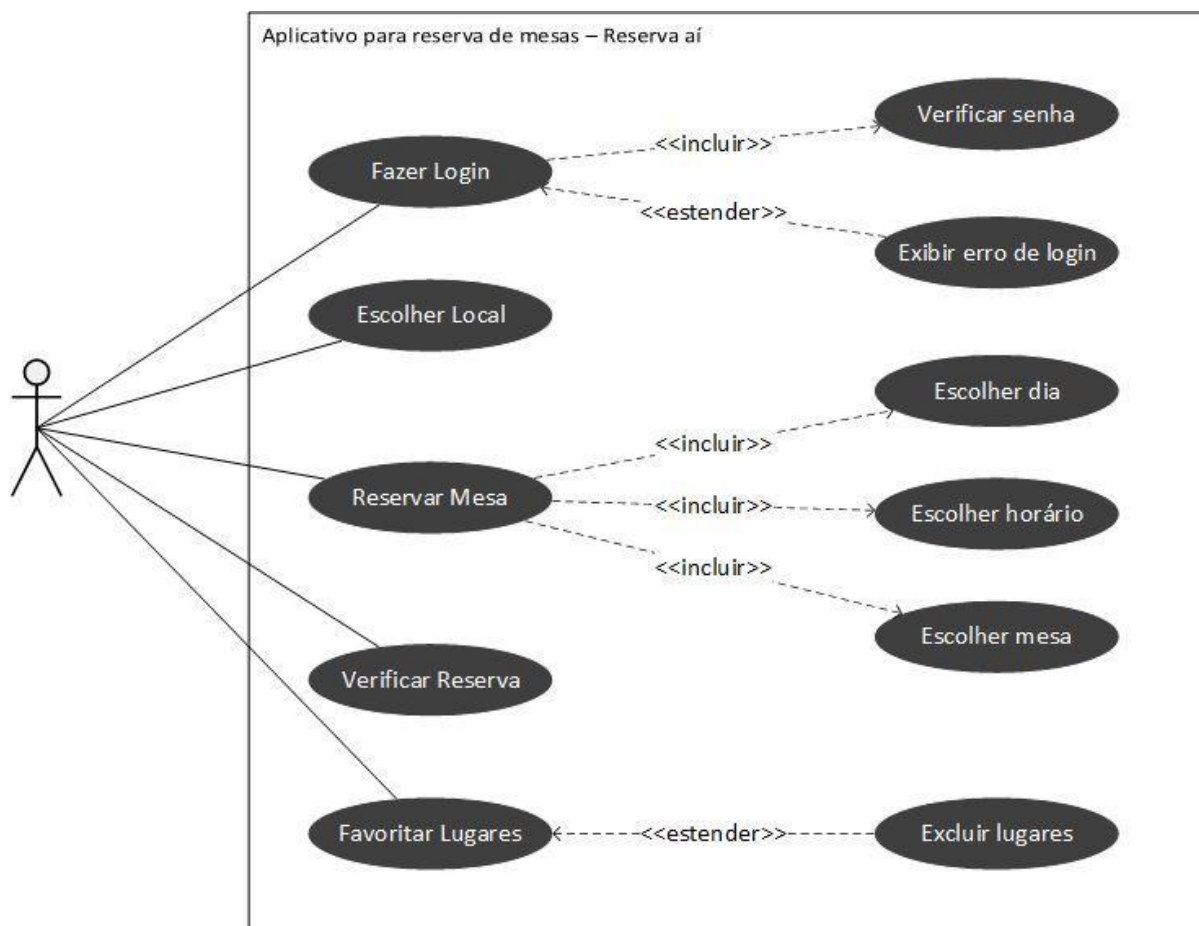 Aplicativo para reserva de mesas – Reserva aí
Verificar senha
<<incluir>>
Fazer Login
<<estender>>
Exibir erro de login
Escolher Local
Escolher dia
<<incluir>>
Reservar Mesa
<<incluir>>
Escolher horário
<<incluir>>
Escolher mesa
Verificar Reserva
Favoritar Lugares
<<estender>>
Excluir lugares